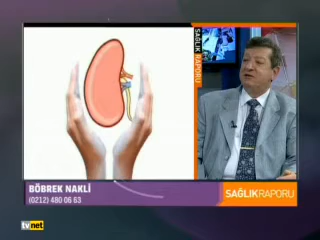 SAĞLIK RAPORU
BÖBREK NAKLİ
(0212) 480 06 63
SAĞLIKRAPORU
tvnet